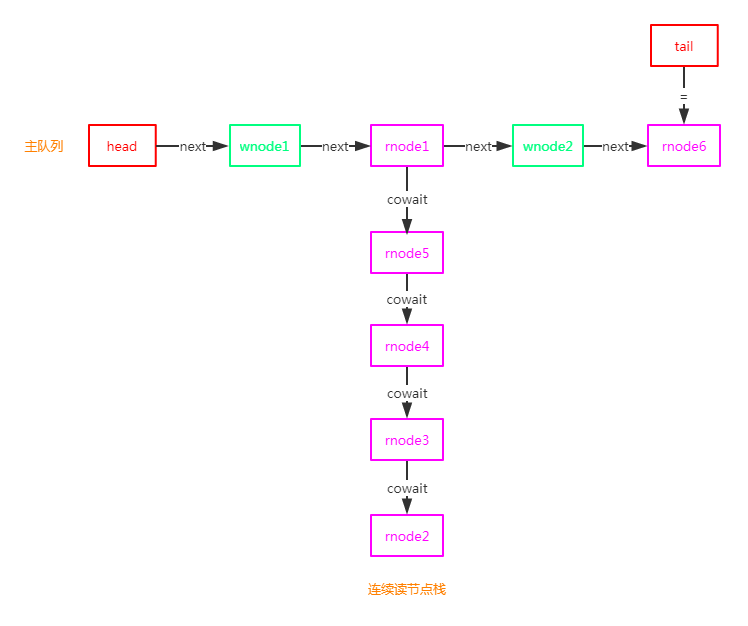 tail
=
主队列
head
next
wnode1
next
rnode1
next
wnode2
next
rnode6
cowait
rnode5
cowait
rnode4
cowait
rnode3
cowait
rnode2
连续读节点栈